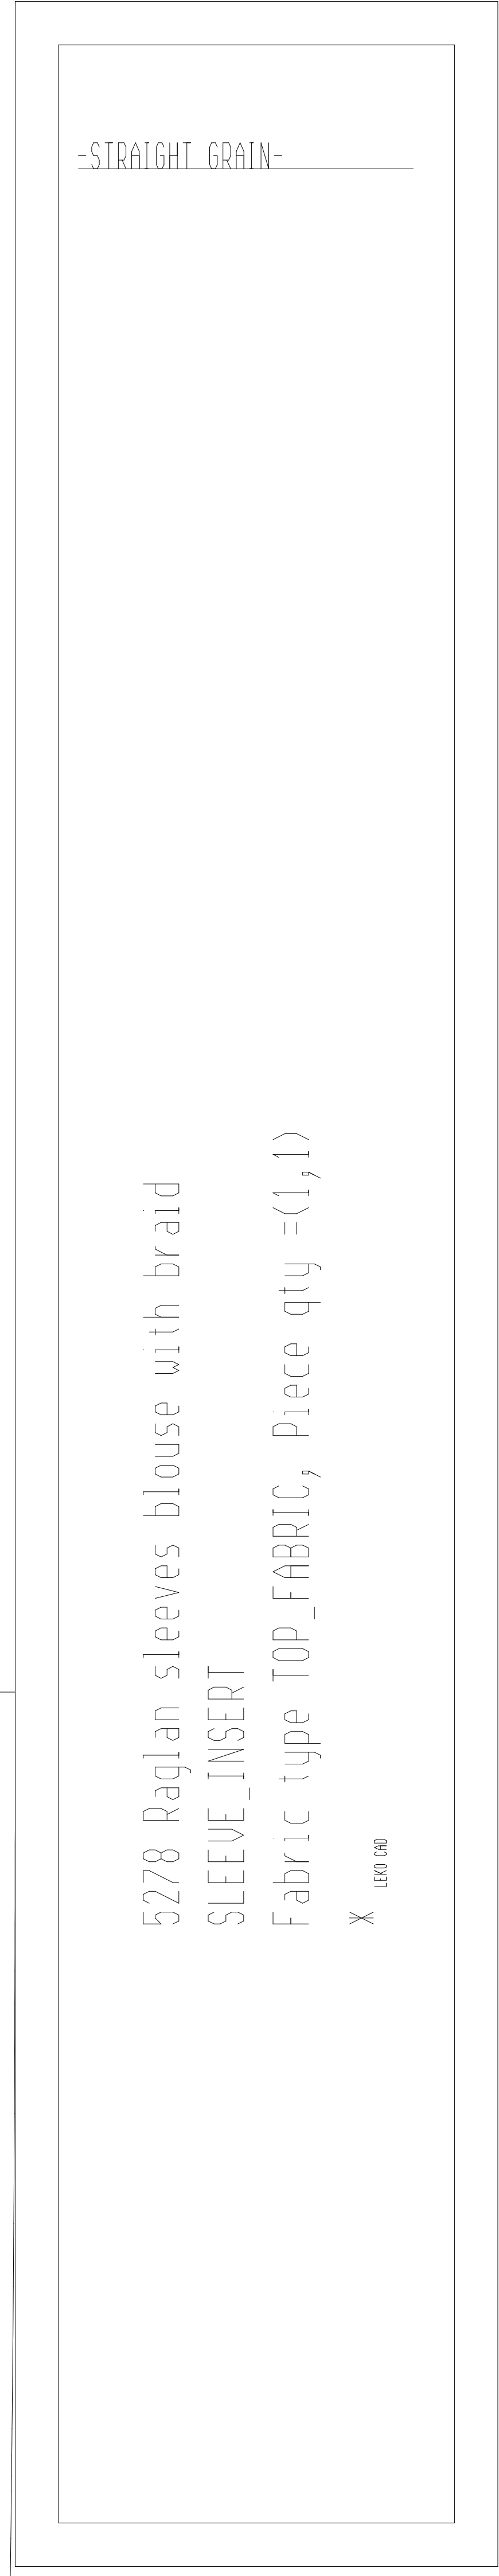 -STRAIGHT GRAIN-
5278 Raglan sleeves blouse with braid
SLEEVE_INSERT
Fabric type TOP_FABRIC, Piece qty =(1,1)
LEKO CAD